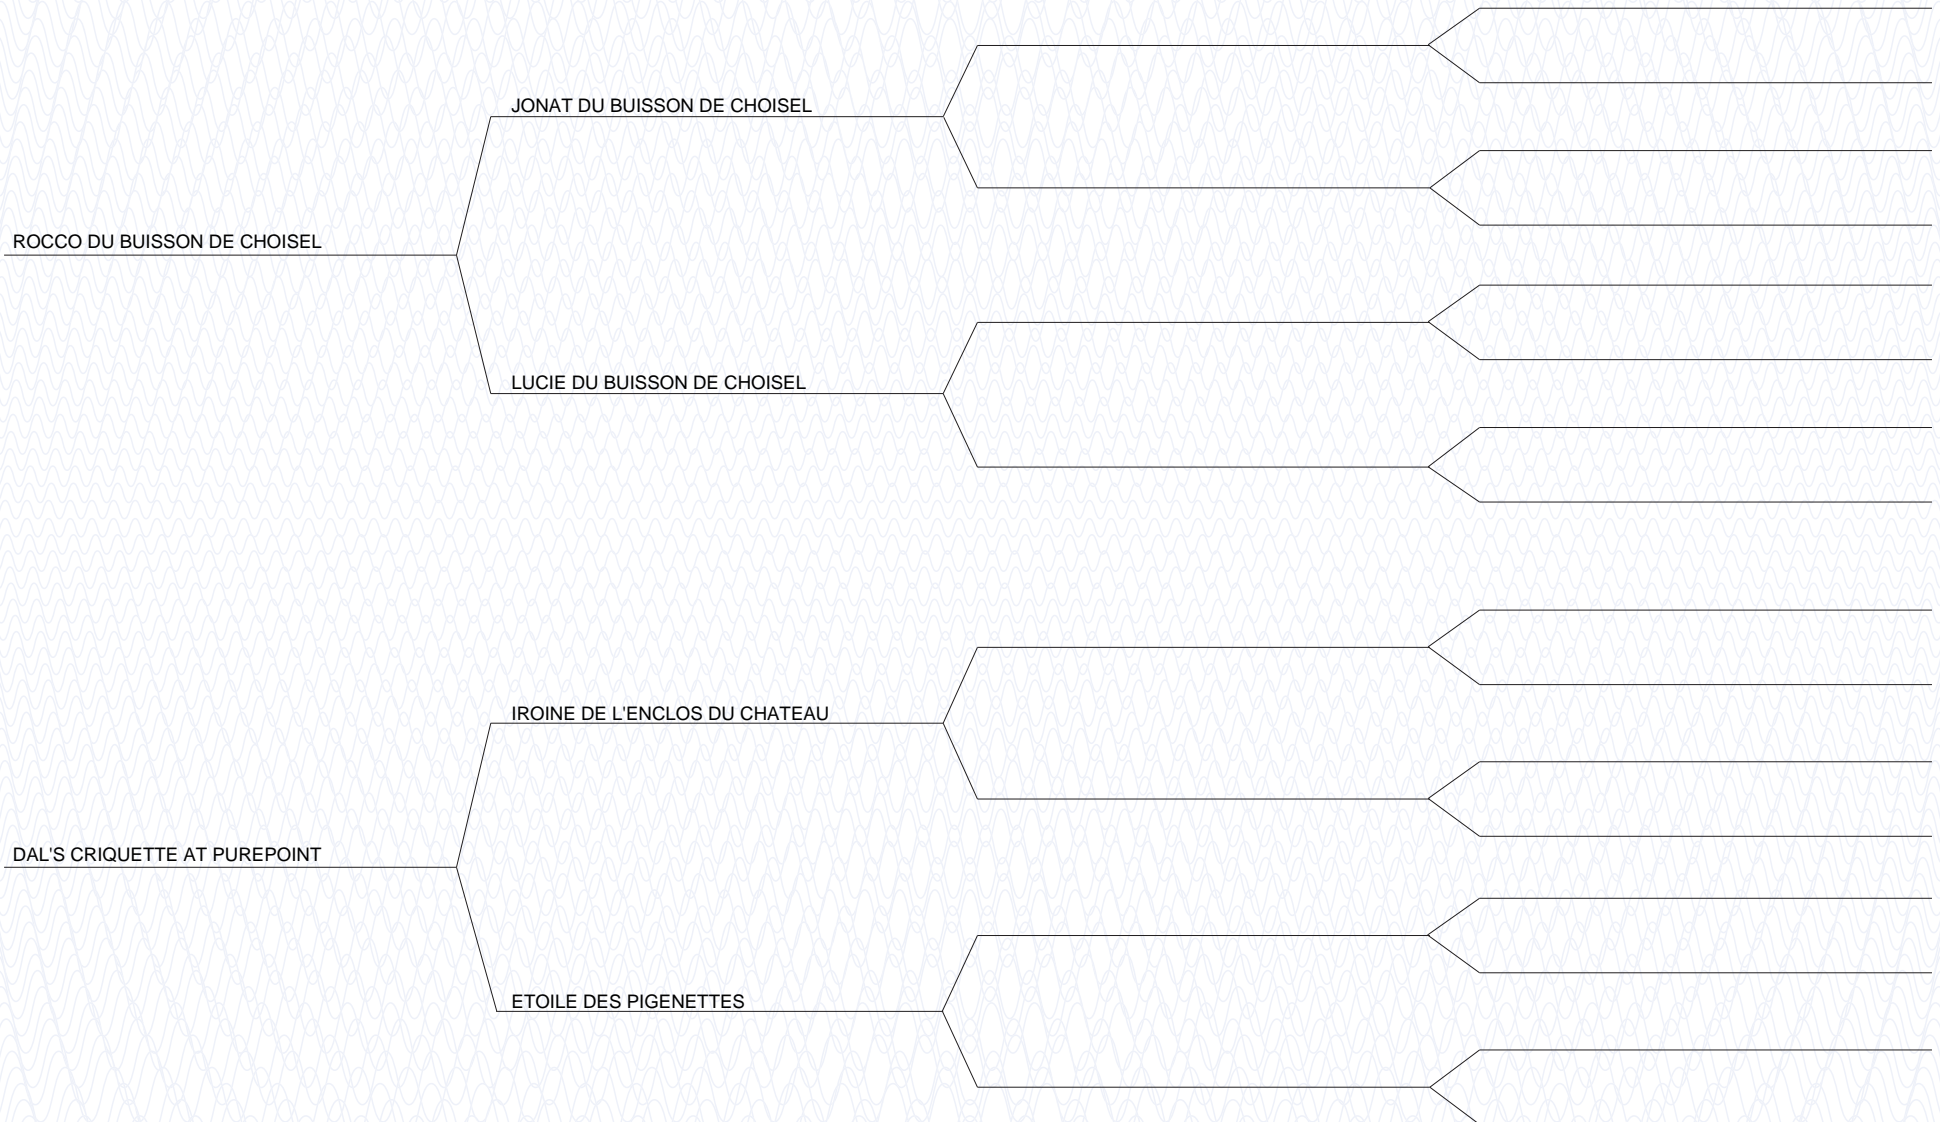 JONAT DU BUISSON DE CHOISEL
ROCCO DU BUISSON DE CHOISEL
LUCIE DU BUISSON DE CHOISEL
IROINE DE L'ENCLOS DU CHATEAU
DAL'S CRIQUETTE AT PUREPOINT
ETOILE DES PIGENETTES